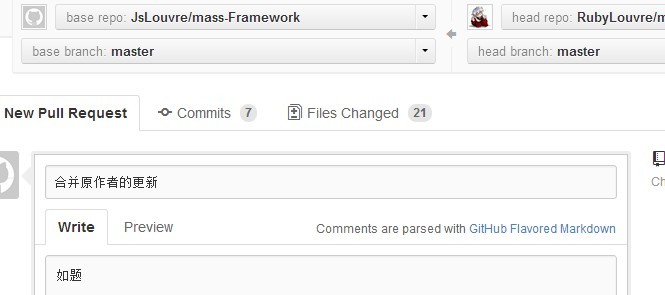 base repo: JsLouvre/mass-Framework
head repo: RubyLouvre/m
base branch: master
head branch: master
New Pull Request
Commits 7
Files Changed 21
合并原作者的更新
Ch
Write
Preview
Comments are parsed with GitHub Flavored Markdown
如题